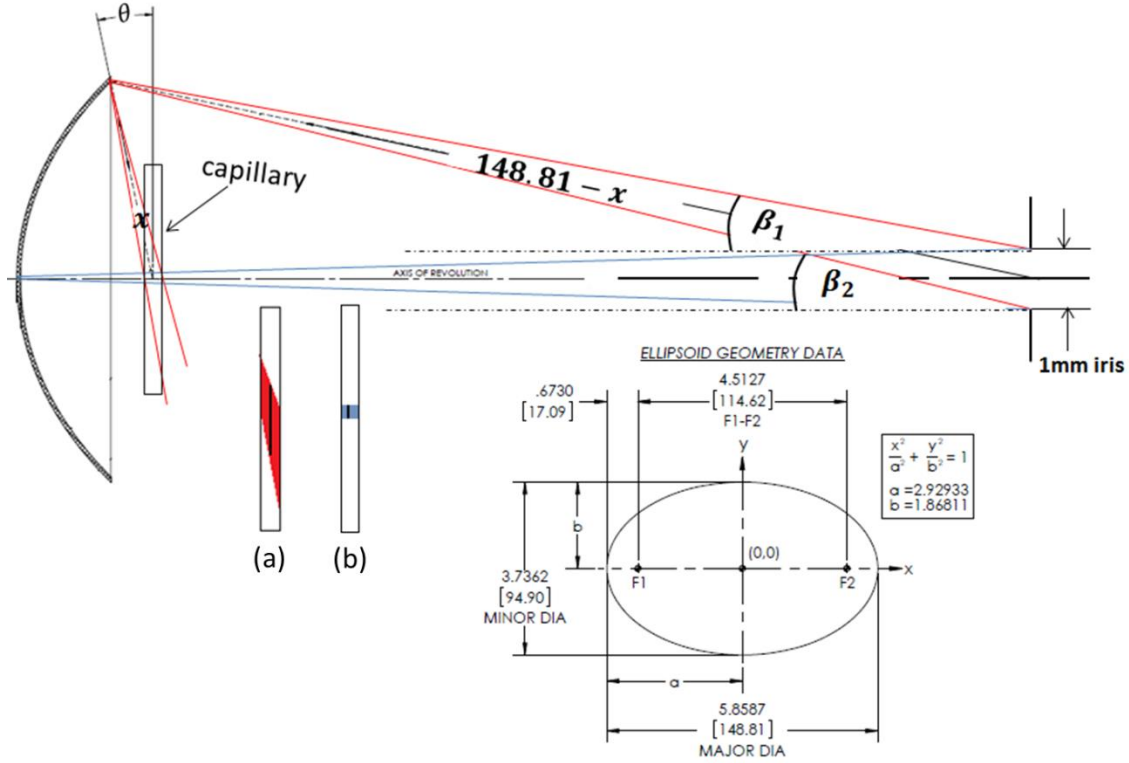 θ
capillary
x
148.81 − x
β₁
AXIS OF REVOLUTION
β₂
1mm iris
(a)
(b)
ELLIPSOID GEOMETRY DATA
.6730
[17.09]
4.5127
[114.62]
F1-F2
y
x²/a² + y²/b² = 1
a =2.92933
b =1.86811
b
(0,0)
x
F1
F2
3.7362
[94.90]
MINOR DIA
a
5.8587
[148.81]
MAJOR DIA